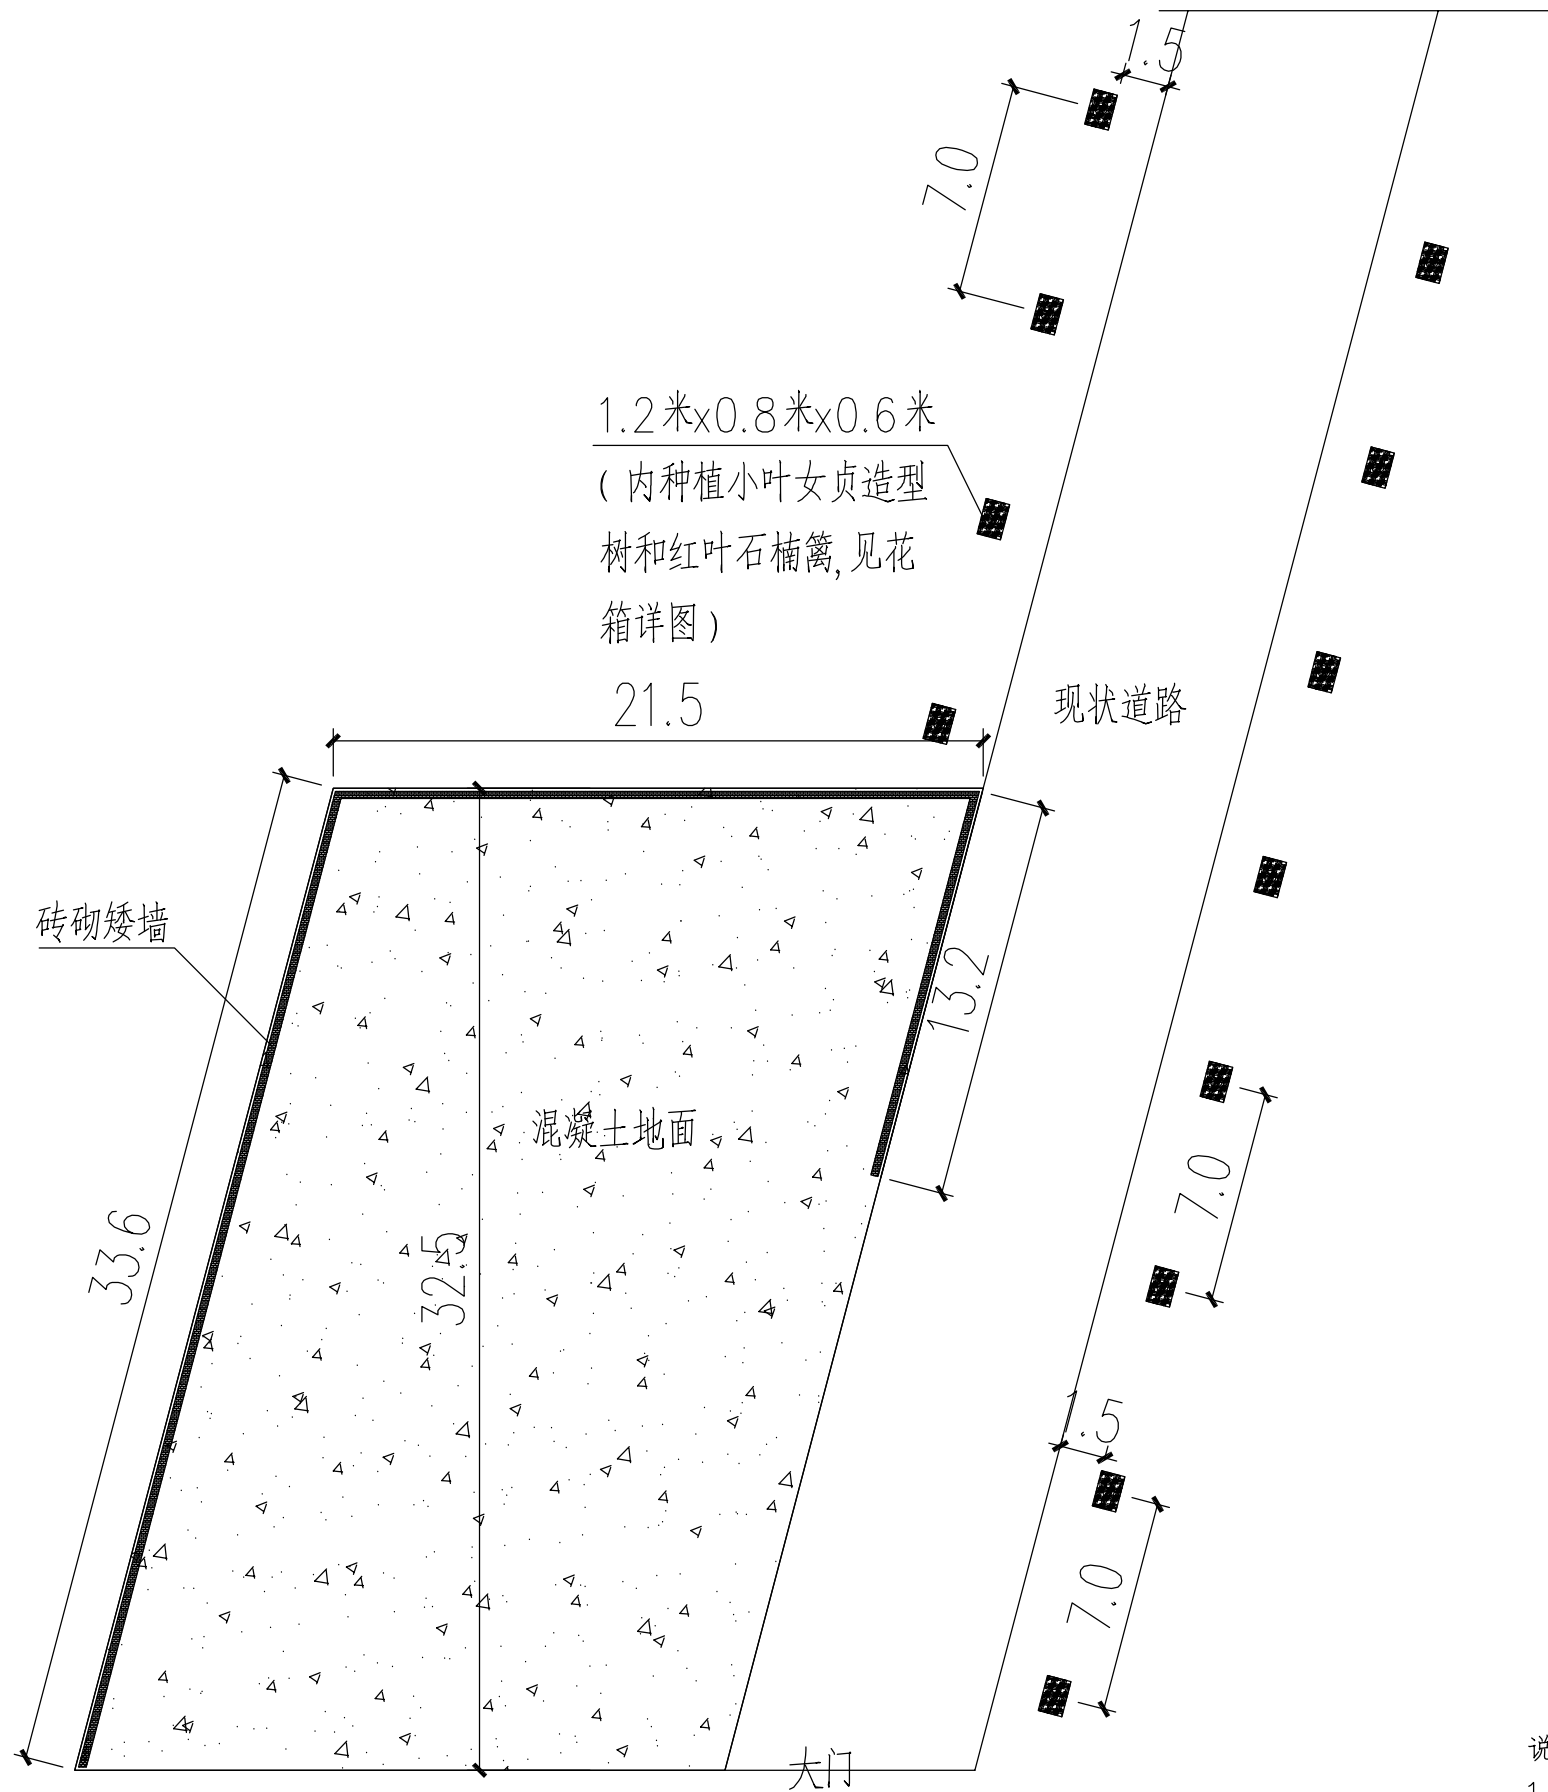 1.5
7.0
1.2米x0.8米x0.6米
(内种植小叶女贞造型
树和红叶石楠篱,见花
箱详图)
21.5
现状道路
砖砌矮墙
13.2
混凝土地面
33.6
32.5
7.0
1.5
7.0
大门
说
1